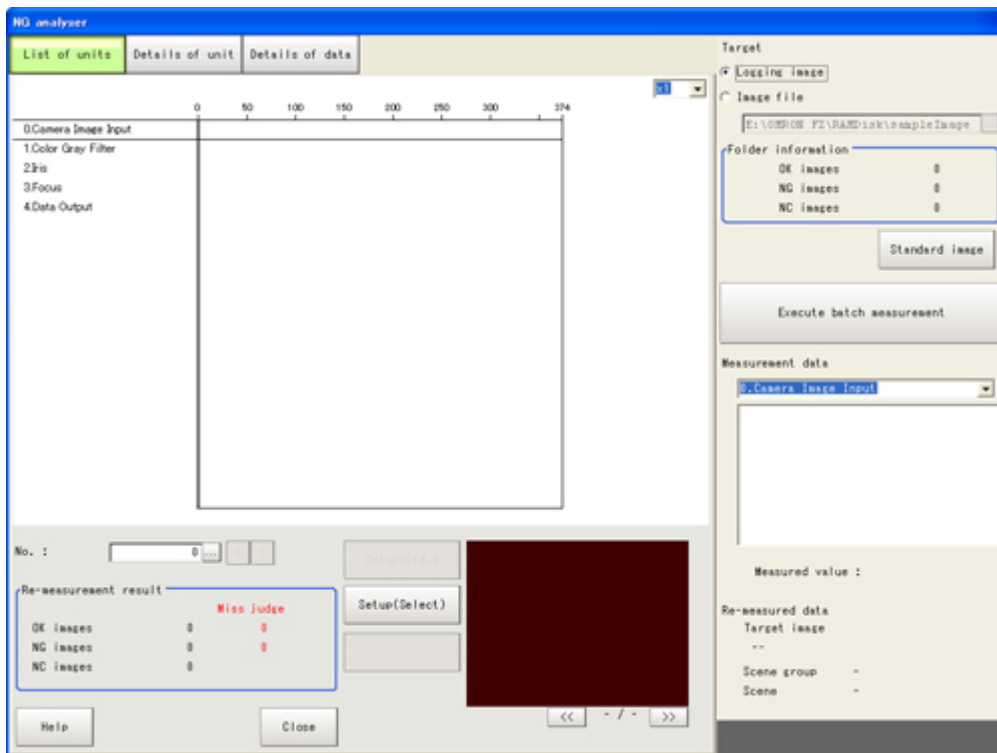 NG analyser
List of units Details of unit Details of data
x1
0 50 100 150 200 250 300 374
0.Camera Image Input
1.Color Gray Filter
2.Iris
3.Focus
4.Data Output
No. : 0 ...
Setup(Std.)
Re-measurement result
Miss judge
OK images 0 0
NG images 0 0
NC images 0
Setup(Select)
Help
Close
<< - / - >>
Target
Logging image
Image file
E:\OMRON FZ\RAMDisk\sampleImage
Folder information
OK images 0
NG images 0
NC images 0
Standard image
Execute batch measurement
Measurement data
0.Camera Image Input
Measured value :
Re-measured data
Target image
--
Scene group -
Scene -